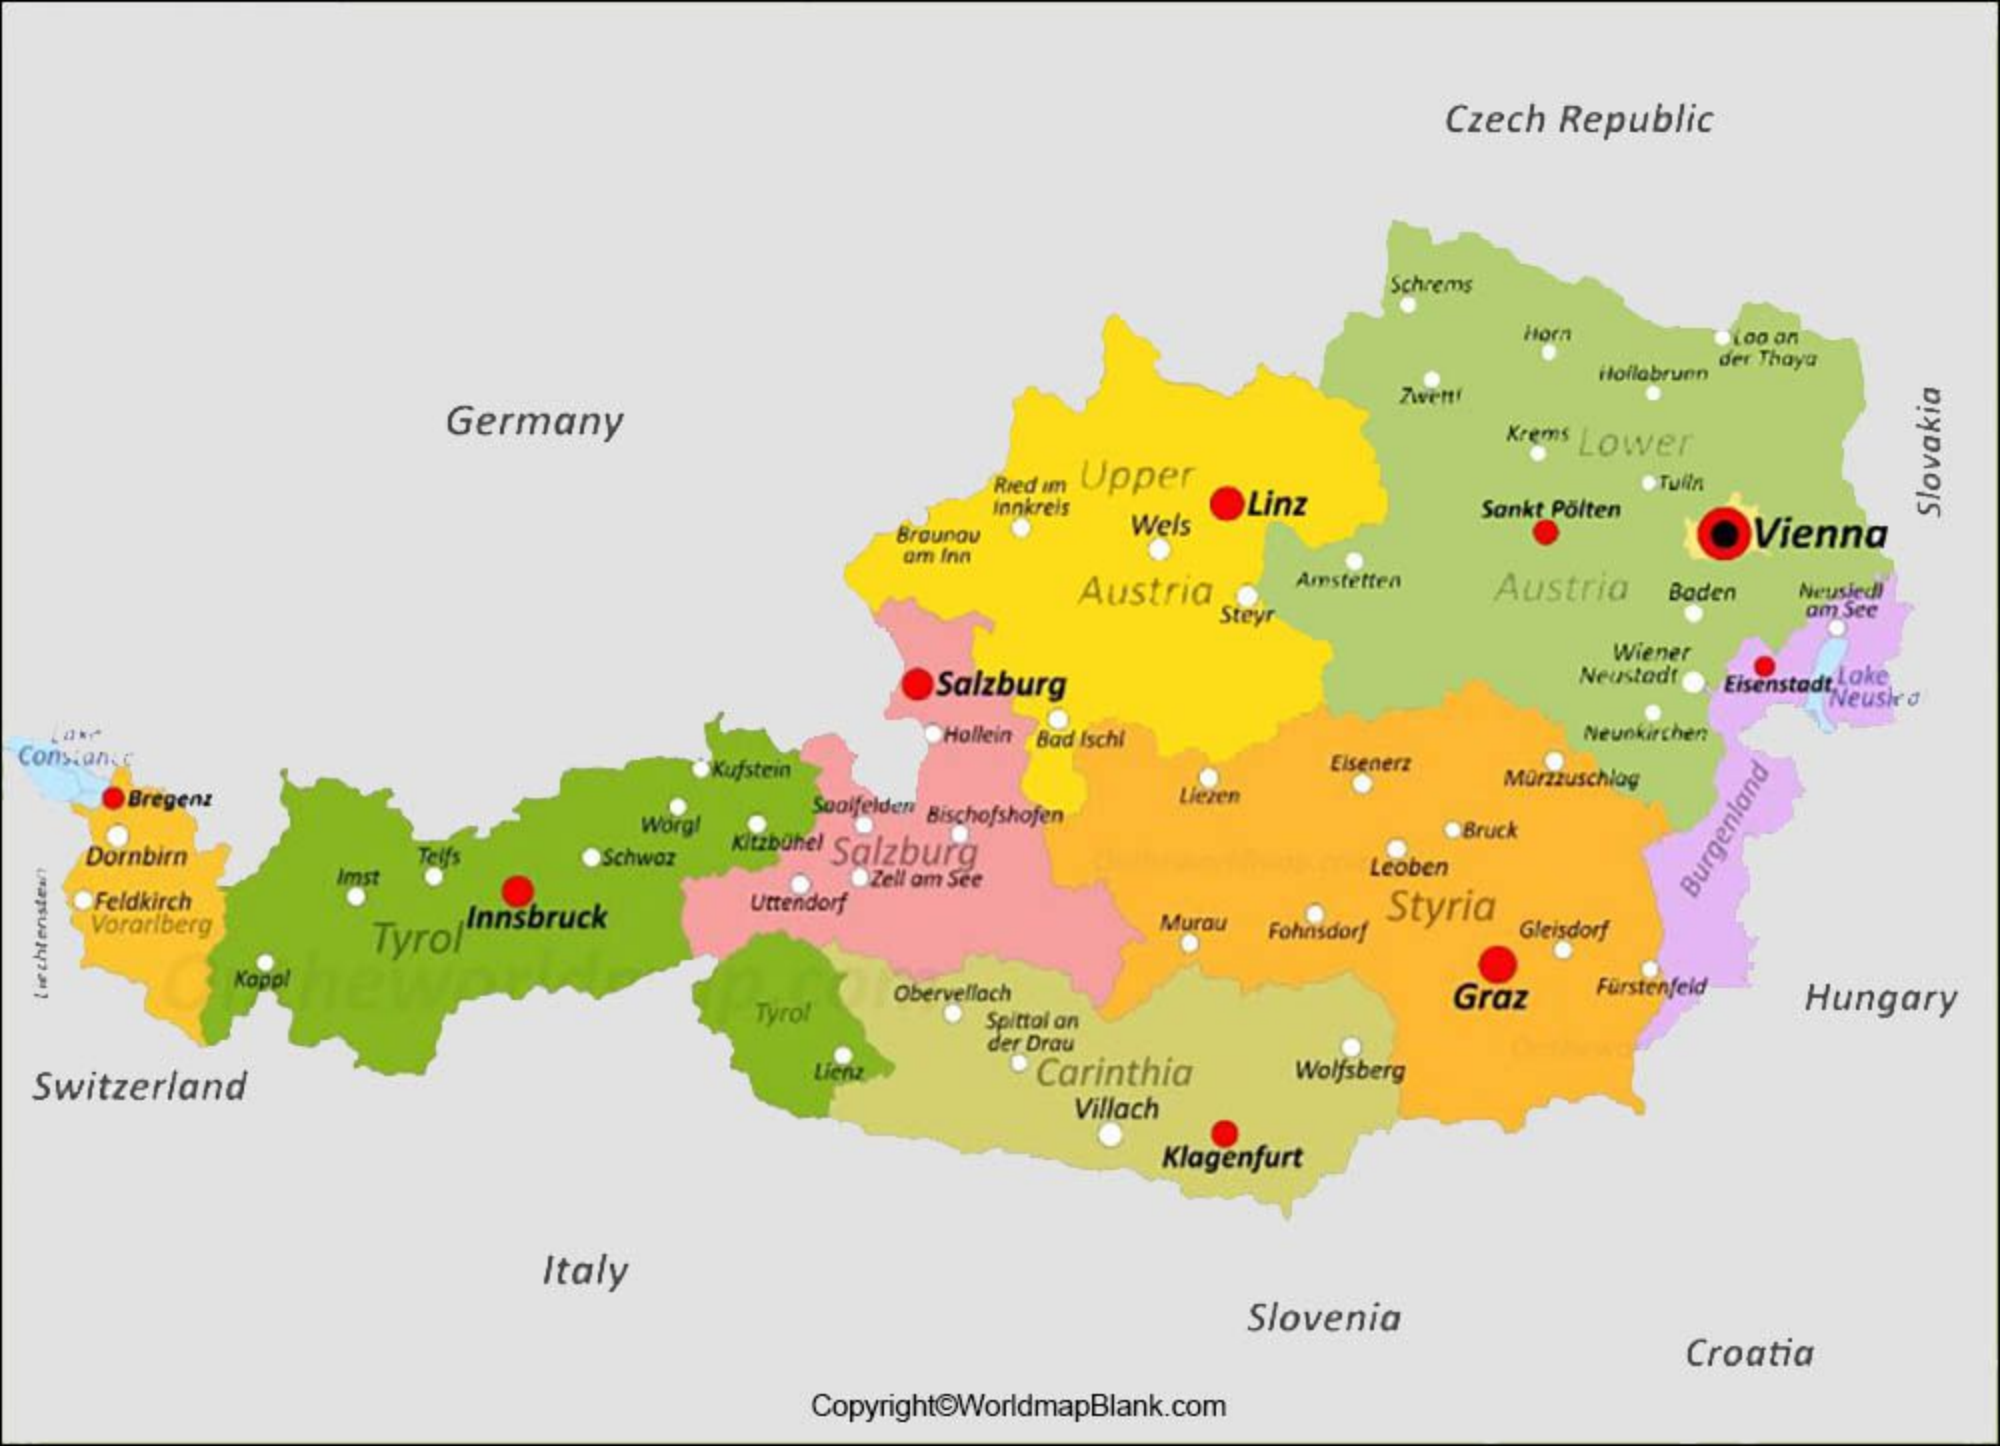 Czech Republic
Schrems
Horn
Laa an
der Thaya
Hollabrunn
Zwettl
Slovakia
Germany
Krems
Lower
Upper
Ried im
Innkreis
Tulln
Linz
Sankt Pölten
Wels
Vienna
Braunau
am Inn
Amstetten
Austria
Austria
Baden
Neusiedl
am See
Steyr
Wiener
Neustadt
Salzburg
Eisenstadt
Lake
Neusied
Lake
Constance
Hallein
Bad Ischl
Neunkirchen
Kufstein
Eisenerz
Mürzzuschlag
Liezen
Bregenz
Saalfelden
Bischofshofen
Wörgl
Kitzbühel
Bruck
Burgenland
Dornbirn
Telfs
Schwaz
Salzburg
Leoben
Imst
Zell am See
Feldkirch
Uttendorf
Styria
Vorarlberg
Innsbruck
Tyrol
Murau
Fohnsdorf
Gleisdorf
Liechtenstein
Kappl
Obervellach
Graz
Fürstenfeld
Hungary
Tyrol
Spittal an
der Drau
Lienz
Carinthia
Wolfsberg
Switzerland
Villach
Klagenfurt
Italy
Slovenia
Croatia
Copyright©WorldmapBlank.com